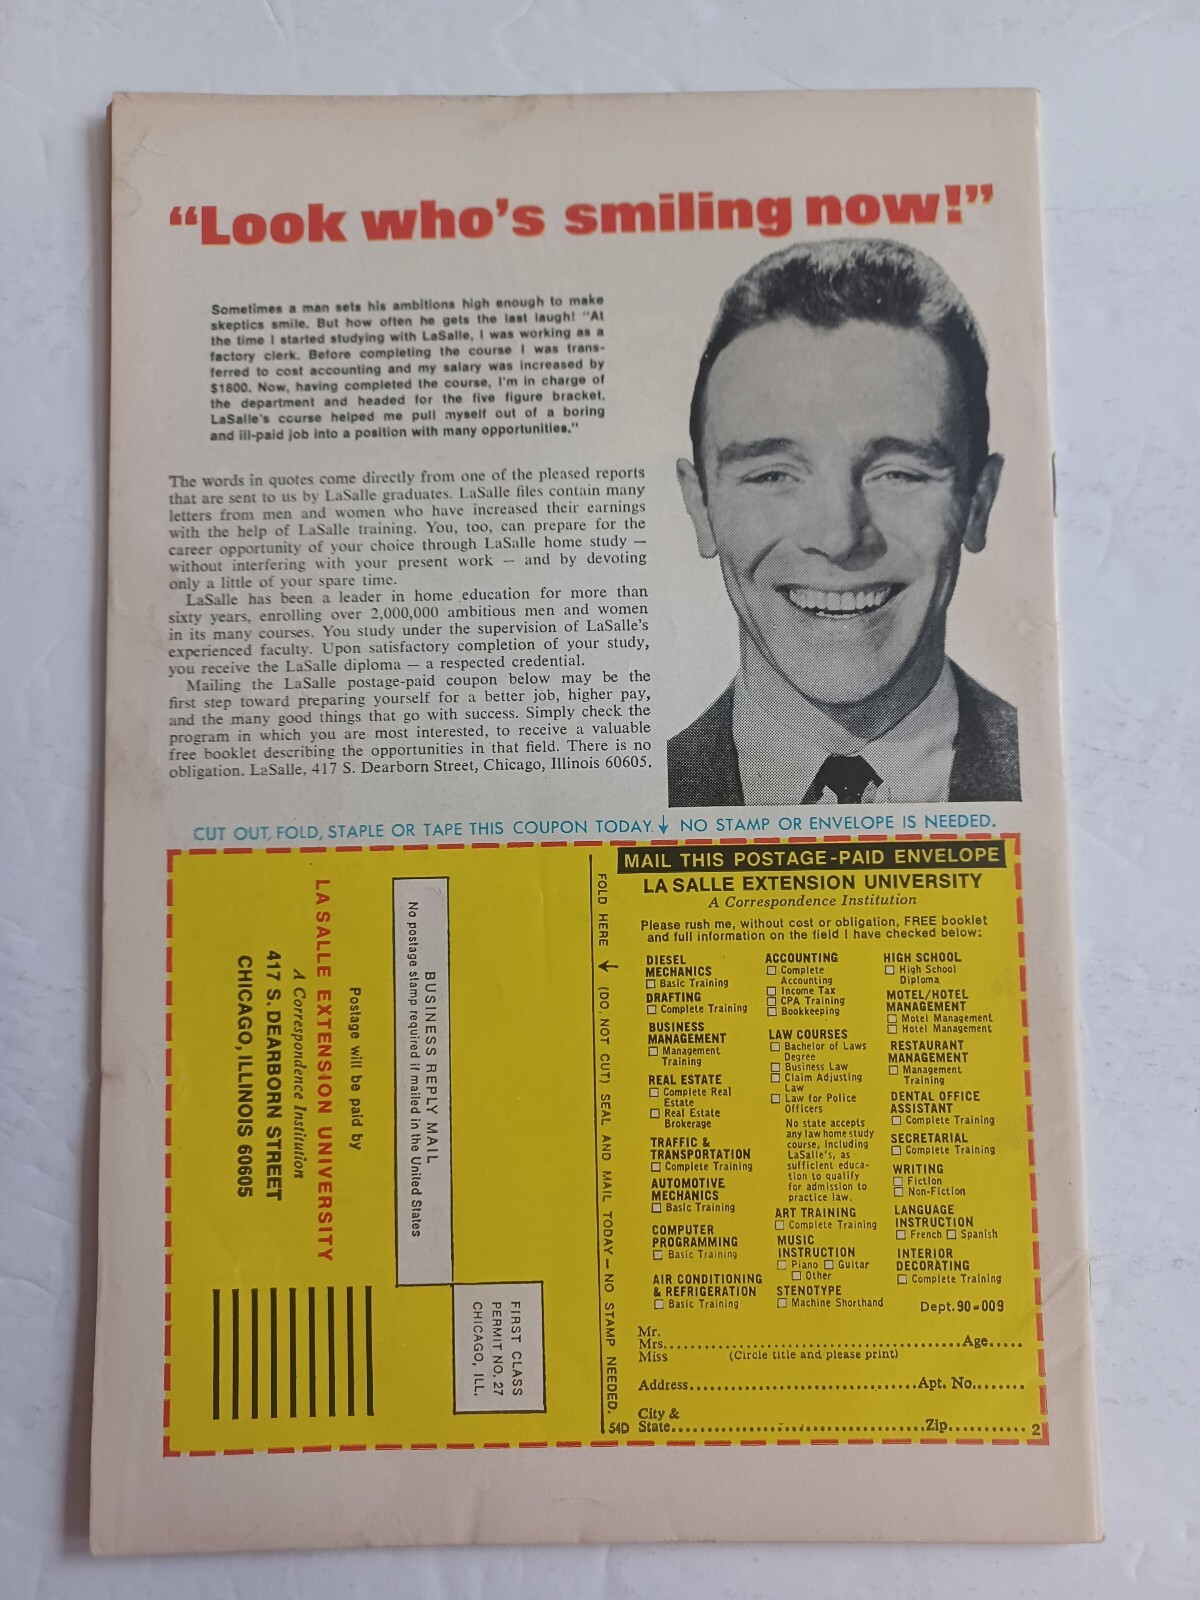 “Look who's smiling now!”
Sometimes a man sets his ambitions high enough to make
skeptics smile. But how often he gets the last laugh! "At
the time I started studying with LaSalle, I was working as a
factory clerk. Before completing the course I was trans-
ferred to cost accounting and my salary was increased by
$1800. Now, having completed the course, I'm in charge of
the department and headed for the five figure bracket.
LaSalle's course helped me pull myself out of a boring
and ill-paid job into a position with many opportunities."
The words in quotes come directly from one of the pleased reports
that are sent to us by LaSalle graduates. LaSalle files contain many
letters from men and women who have increased their earnings
with the help of LaSalle training. You, too, can prepare for the
career opportunity of your choice through LaSalle home study —
without interfering with your present work — and by devoting
only a little of your spare time.
LaSalle has been a leader in home education for more than
sixty years, enrolling over 2,000,000 ambitious men and women
in its many courses. You study under the supervision of LaSalle's
experienced faculty. Upon satisfactory completion of your study,
you receive the LaSalle diploma — a respected credential.
Mailing the LaSalle postage-paid coupon below may be the
first step toward preparing yourself for a better job, higher pay,
and the many good things that go with success. Simply check the
program in which you are most interested, to receive a valuable
free booklet describing the opportunities in that field. There is no
obligation. LaSalle, 417 S. Dearborn Street, Chicago, Illinois 60605.
CUT OUT, FOLD, STAPLE OR TAPE THIS COUPON TODAY. ↓ NO STAMP OR ENVELOPE IS NEEDED.
FIRST CLASS
PERMIT NO. 27
CHICAGO, ILL.
BUSINESS REPLY MAIL
No postage stamp required if mailed in the United States
Postage will be paid by
LA SALLE EXTENSION UNIVERSITY
A Correspondence Institution
417 S. DEARBORN STREET
CHICAGO, ILLINOIS 60605
FOLD HERE ↓ (DO NOT CUT) SEAL AND MAIL TODAY — NO STAMP NEEDED.
54D
MAIL THIS POSTAGE-PAID ENVELOPE
LA SALLE EXTENSION UNIVERSITY
A Correspondence Institution
Please rush me, without cost or obligation, FREE booklet
and full information on the field I have checked below:
DIESEL
MECHANICS
☐ Basic Training
DRAFTING
☐ Complete Training
BUSINESS
MANAGEMENT
☐ Management
Training
REAL ESTATE
☐ Complete Real
Estate
☐ Real Estate
Brokerage
TRAFFIC &
TRANSPORTATION
☐ Complete Training
AUTOMOTIVE
MECHANICS
☐ Basic Training
COMPUTER
PROGRAMMING
☐ Basic Training
AIR CONDITIONING
& REFRIGERATION
☐ Basic Training
ACCOUNTING
☐ Complete
Accounting
☐ Income Tax
☐ CPA Training
☐ Bookkeeping
LAW COURSES
☐ Bachelor of Laws
Degree
☐ Business Law
☐ Claim Adjusting
Law
☐ Law for Police
Officers
No state accepts
any law home study
course, including
LaSalle's, as
sufficient educa-
tion to qualify
for admission to
practice law.
ART TRAINING
☐ Complete Training
MUSIC
INSTRUCTION
☐ Piano ☐ Guitar
☐ Other
STENOTYPE
☐ Machine Shorthand
HIGH SCHOOL
☐ High School
Diploma
MOTEL/HOTEL
MANAGEMENT
☐ Motel Management
☐ Hotel Management
RESTAURANT
MANAGEMENT
☐ Management
Training
DENTAL OFFICE
ASSISTANT
☐ Complete Training
SECRETARIAL
☐ Complete Training
WRITING
☐ Fiction
☐ Non-Fiction
LANGUAGE
INSTRUCTION
☐ French ☐ Spanish
INTERIOR
DECORATING
☐ Complete Training
Dept. 90-009
Mr.
Mrs. Age
Miss (Circle title and please print)
Address Apt. No.
City &
State Zip 2